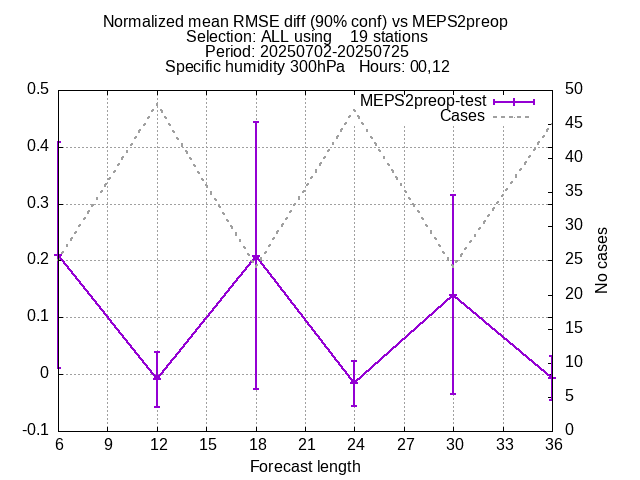 Normalized mean RMSE diff (90% conf) vs MEPS2preop
Selection: ALL using    19 stations
Period: 20250702-20250725
Specific humidity 300hPa   Hours: 00,12
MEPS2preop-test
Cases
0.5
0.4
0.3
0.2
0.1
0
-0.1
50
45
40
35
30
25
20
15
10
5
0
No cases
6 9 12 15 18 21 24 27 30 33 36
Forecast length